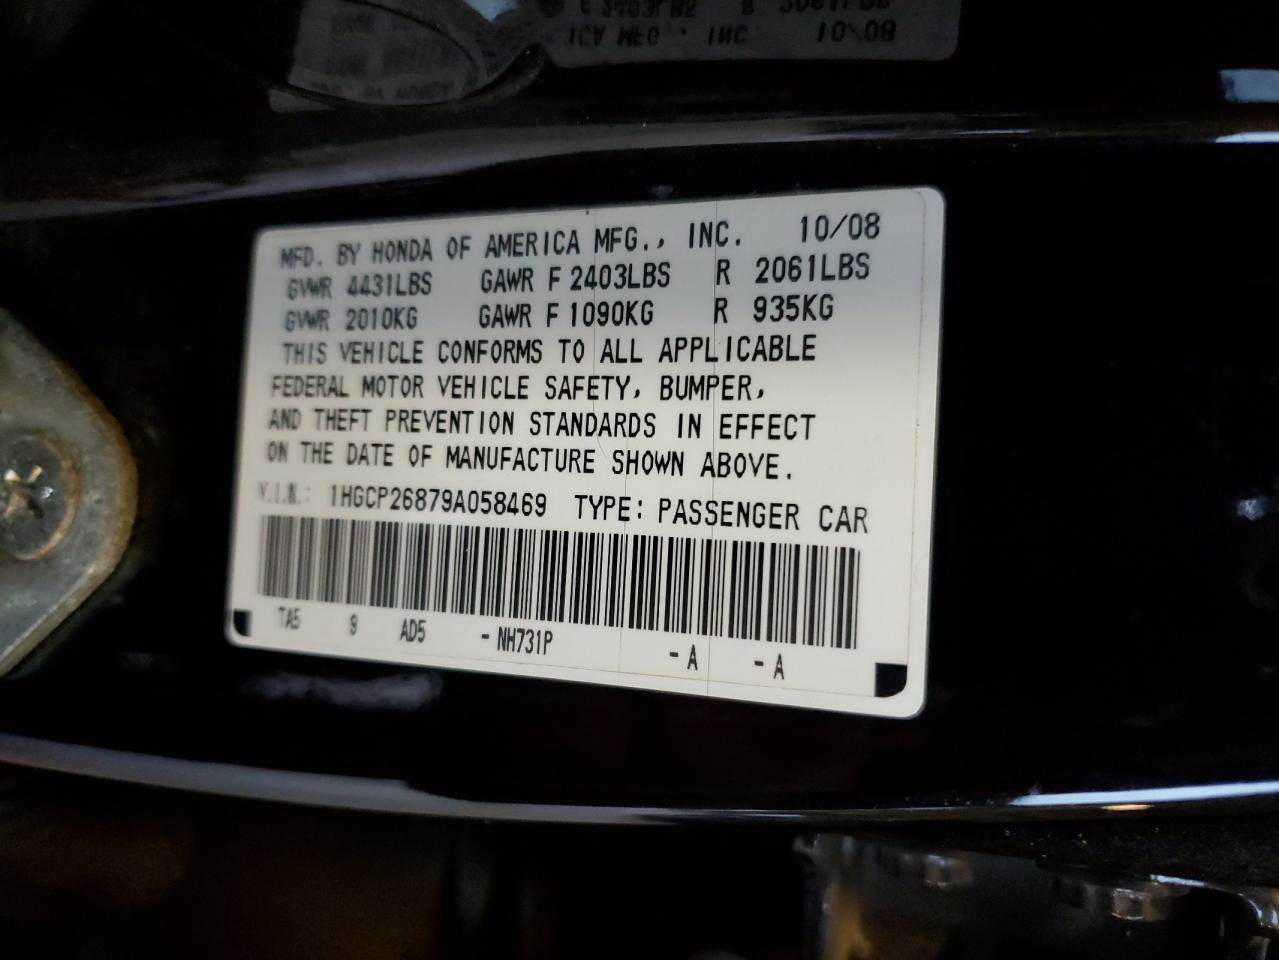 MFD. BY HONDA OF AMERICA MFG., INC. 10/08
GVWR 4431LBS GAWR F 2403LBS R 2061LBS
GVWR 2010KG GAWR F 1090KG R 935KG
THIS VEHICLE CONFORMS TO ALL APPLICABLE
FEDERAL MOTOR VEHICLE SAFETY, BUMPER,
AND THEFT PREVENTION STANDARDS IN EFFECT
ON THE DATE OF MANUFACTURE SHOWN ABOVE.
V.I.N.: 1HGCP26879A058469 TYPE: PASSENGER CAR
TA5 9 AD5 -NH731P -A -A